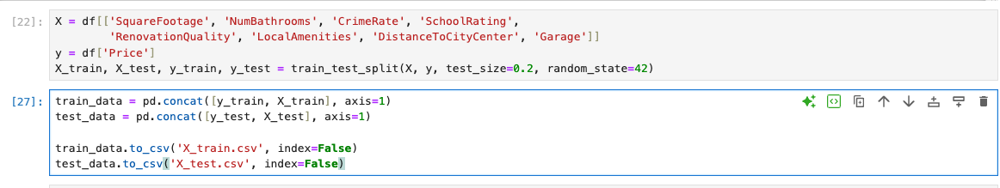 [22]: X = df[['SquareFootage', 'NumBathrooms', 'CrimeRate', 'SchoolRating',
'RenovationQuality', 'LocalAmenities', 'DistanceToCityCenter', 'Garage']]
y = df['Price']
X_train, X_test, y_train, y_test = train_test_split(X, y, test_size=0.2, random_state=42)
[27]: train_data = pd.concat([y_train, X_train], axis=1)
test_data = pd.concat([y_test, X_test], axis=1)
train_data.to_csv('X_train.csv', index=False)
test_data.to_csv('X_test.csv', index=False)